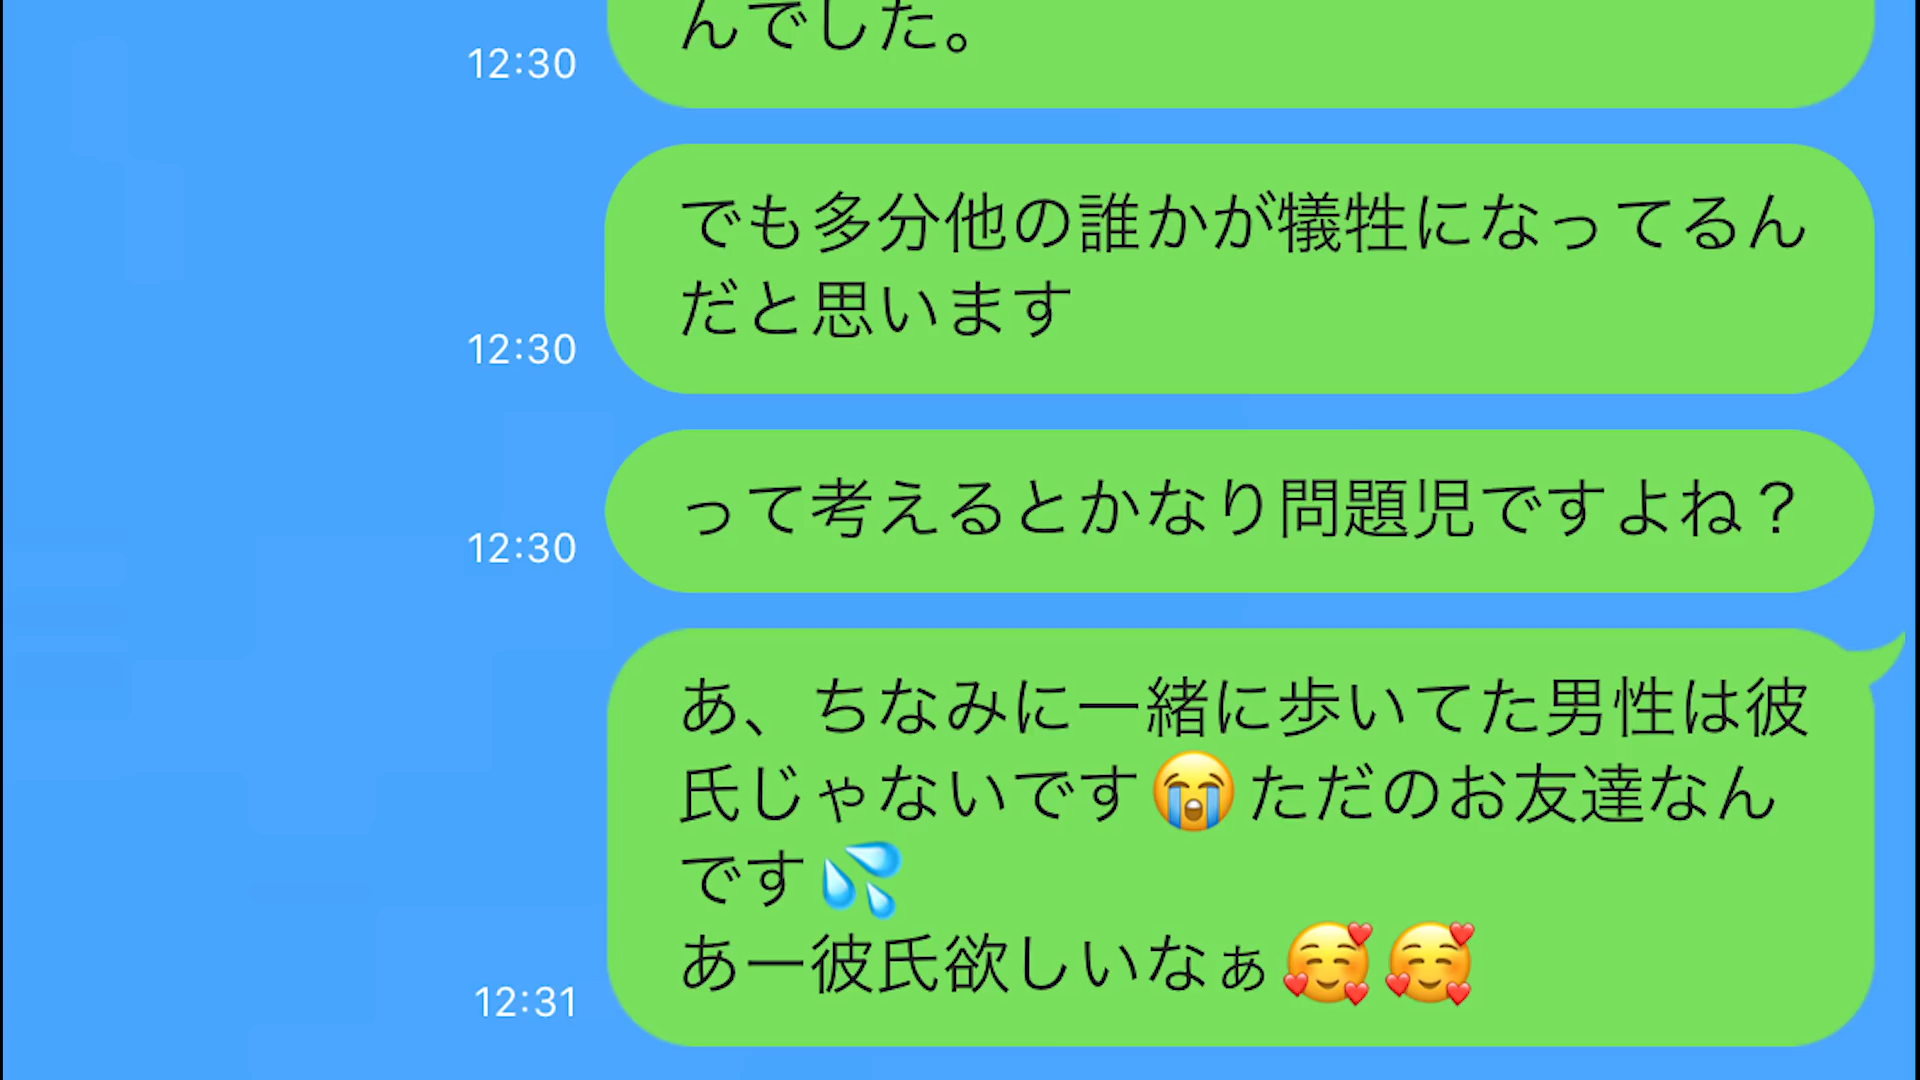 んでした。
12:30
でも多分他の誰かが犠牲になってるん
だと思います
12:30
って考えるとかなり問題児ですよね？
12:30
あ、ちなみに一緒に歩いてた男性は彼
氏じゃないです😭ただのお友達なん
です💦
あー彼氏欲しいなぁ🥰🥰
12:31